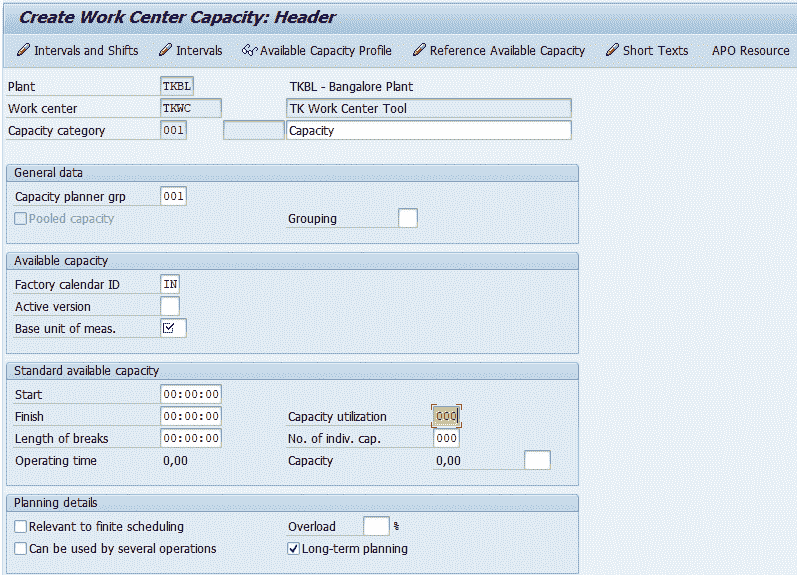 Create Work Center Capacity: Header
Intervals and Shifts Intervals Available Capacity Profile Reference Available Capacity Short Texts APO Resource
Plant TKBL TKBL - Bangalore Plant
Work center TKWC TK Work Center Tool
Capacity category 001 Capacity
General data
Capacity planner grp 001
Pooled capacity Grouping
Available capacity
Factory calendar ID IN
Active version
Base unit of meas.
Standard available capacity
Start 00:00:00
Finish 00:00:00 Capacity utilization 000
Length of breaks 00:00:00 No. of indiv. cap. 000
Operating time 0,00 Capacity 0,00
Planning details
Relevant to finite scheduling Overload %
Can be used by several operations Long-term planning